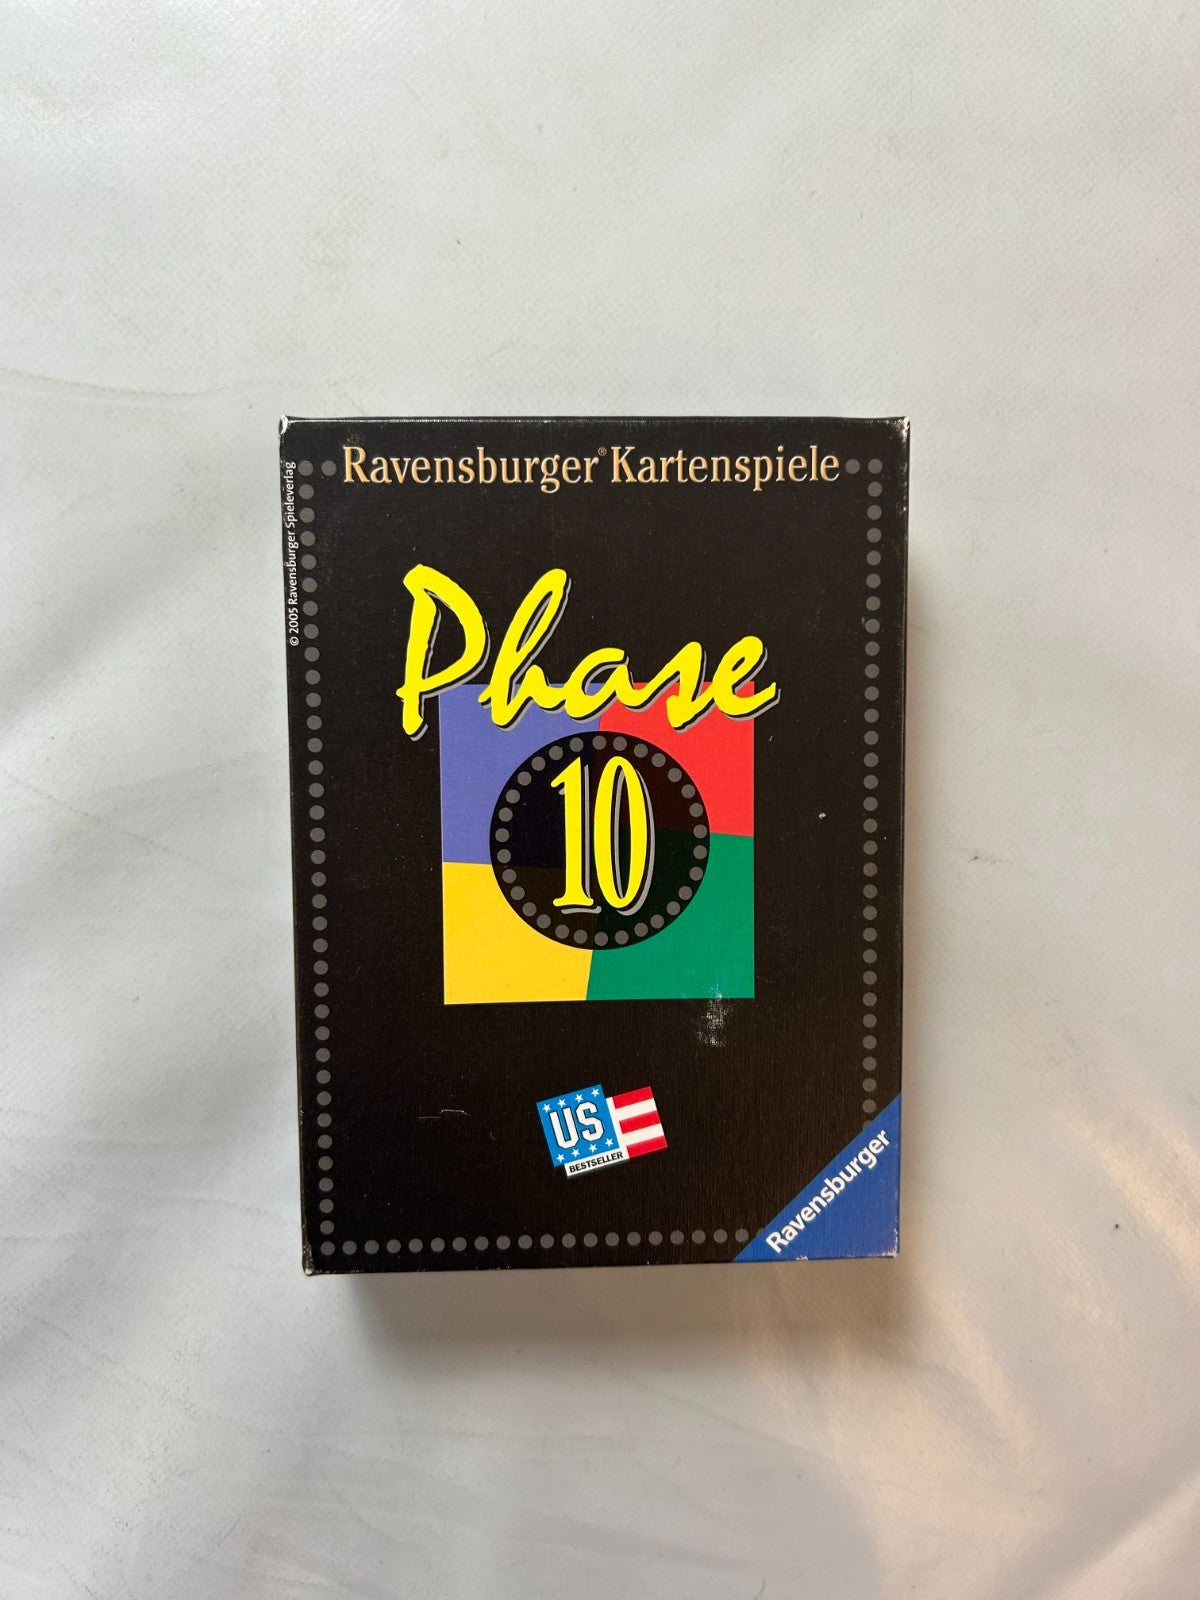 Ravensburger® Kartenspiele
© 2005 Ravensburger Spieleverlag
Phase
10
US
BESTSELLER
Ravensburger